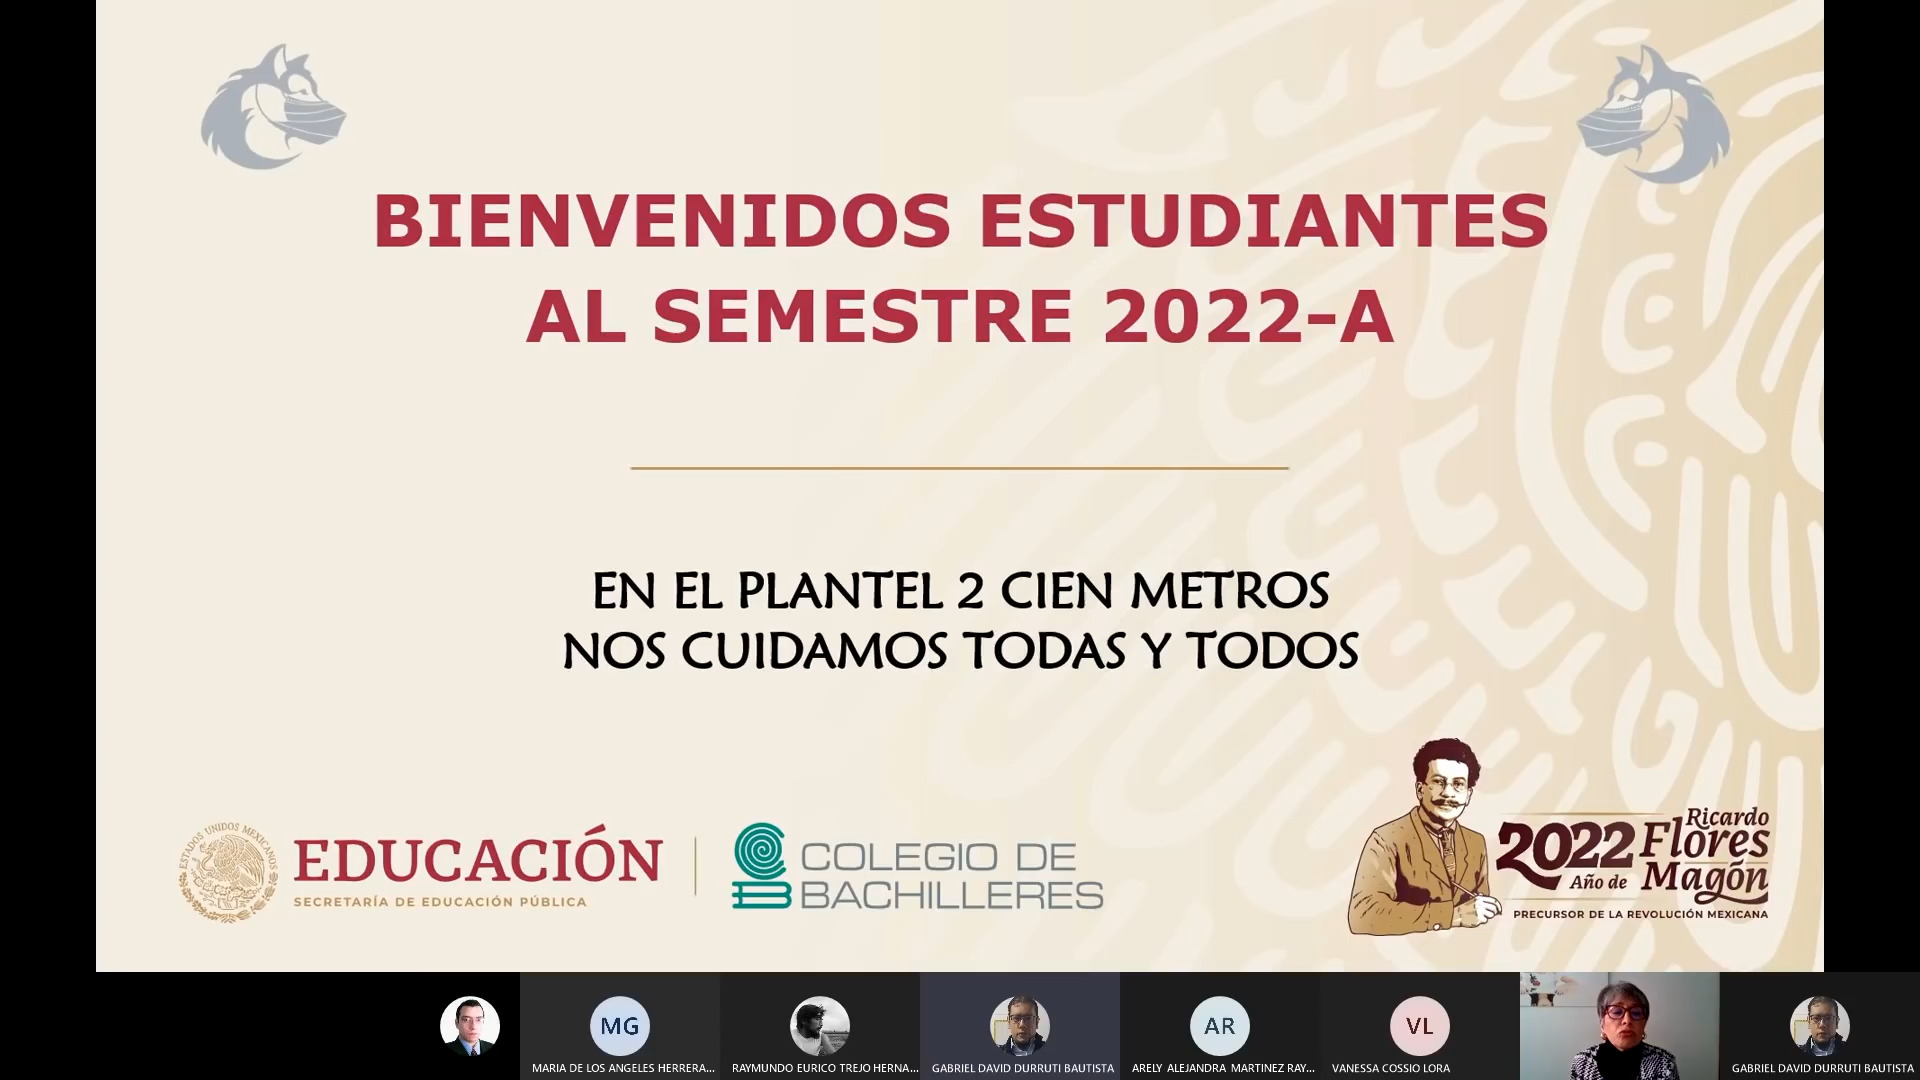 BIENVENIDOS ESTUDIANTES
AL SEMESTRE 2022-A
EN EL PLANTEL 2 CIEN METROS
NOS CUIDAMOS TODAS Y TODOS
ESTADOS UNIDOS MEXICANOS
EDUCACIÓN
SECRETARÍA DE EDUCACIÓN PÚBLICA
COLEGIO DE
BACHILLERES
2022 Ricardo
Flores
Año de Magón
PRECURSOR DE LA REVOLUCIÓN MEXICANA
MG
AR
VL
MARIA DE LOS ANGELES HERRERA...
RAYMUNDO EURICO TREJO HERNA...
GABRIEL DAVID DURRUTI BAUTISTA
ARELY ALEJANDRA MARTINEZ RAY...
VANESSA COSSIO LORA
GABRIEL DAVID DURRUTI BAUTISTA